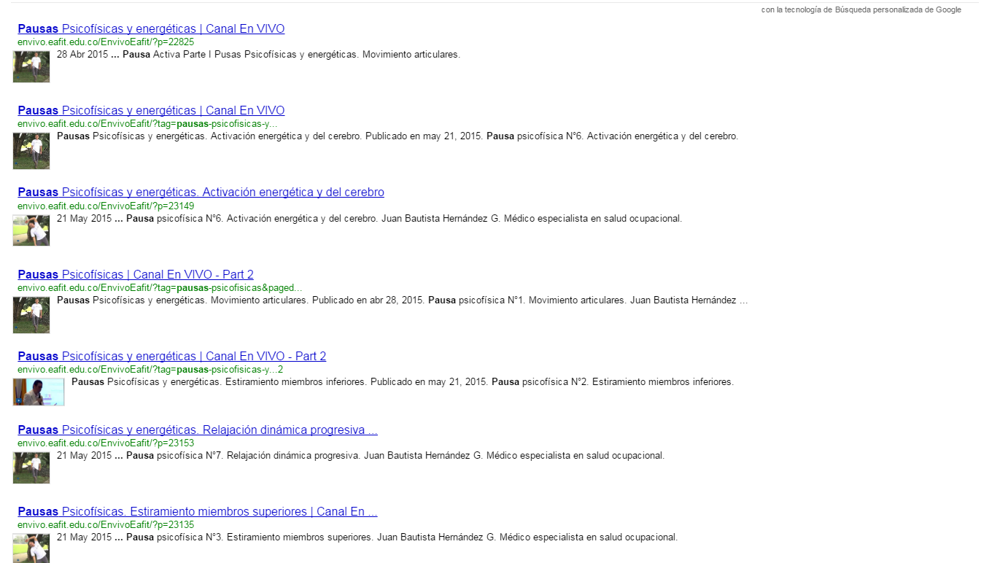 con la tecnología de Búsqueda personalizada de Google
Pausas Psicofísicas y energéticas | Canal En VIVO
envivo.eafit.edu.co/EnvivoEafit/?p=22825
28 Abr 2015 ... Pausa Activa Parte I Pusas Psicofísicas y energéticas. Movimiento articulares.
Pausas Psicofísicas y energéticas | Canal En VIVO
envivo.eafit.edu.co/EnvivoEafit/?tag=pausas-psicofisicas-y...
Pausas Psicofísicas y energéticas. Activación energética y del cerebro. Publicado en may 21, 2015. Pausa psicofísica N°6. Activación energética y del cerebro.
Pausas Psicofísicas y energéticas. Activación energética y del cerebro
envivo.eafit.edu.co/EnvivoEafit/?p=23149
21 May 2015 ... Pausa psicofísica N°6. Activación energética y del cerebro. Juan Bautista Hernández G. Médico especialista en salud ocupacional.
Pausas Psicofísicas | Canal En VIVO - Part 2
envivo.eafit.edu.co/EnvivoEafit/?tag=pausas-psicofisicas&paged...
Pausas Psicofísicas y energéticas. Movimiento articulares. Publicado en abr 28, 2015. Pausa psicofísica N°1. Movimiento articulares. Juan Bautista Hernández ...
Pausas Psicofísicas y energéticas | Canal En VIVO - Part 2
envivo.eafit.edu.co/EnvivoEafit/?tag=pausas-psicofisicas-y...2
Pausas Psicofísicas y energéticas. Estiramiento miembros inferiores. Publicado en may 21, 2015. Pausa psicofísica N°2. Estiramiento miembros inferiores.
Pausas Psicofísicas y energéticas. Relajación dinámica progresiva ...
envivo.eafit.edu.co/EnvivoEafit/?p=23153
21 May 2015 ... Pausa psicofísica N°7. Relajación dinámica progresiva. Juan Bautista Hernández G. Médico especialista en salud ocupacional.
Pausas Psicofísicas. Estiramiento miembros superiores | Canal En ...
envivo.eafit.edu.co/EnvivoEafit/?p=23135
21 May 2015 ... Pausa psicofísica N°3. Estiramiento miembros superiores. Juan Bautista Hernández G. Médico especialista en salud ocupacional.